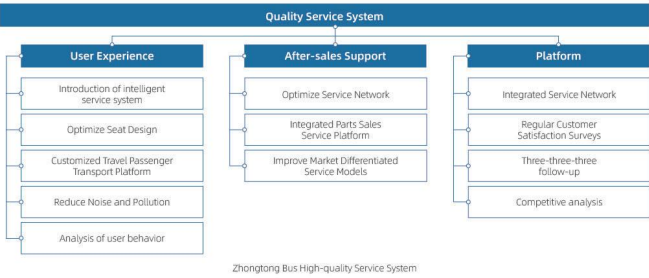 Quality Service System
User Experience
Introduction of intelligent
service system
Optimize Seat Design
Customized Travel Passenger
Transport Platform
Reduce Noise and Pollution
Analysis of user behavior
After-sales Support
Optimize Service Network
Integrated Parts Sales
Service Platform
Improve Market Differentiated
Service Models
Platform
Integrated Service Network
Regular Customer
Satisfaction Surveys
Three-three-three
follow-up
Competitive analysis
Zhongtong Bus High-quality Service System